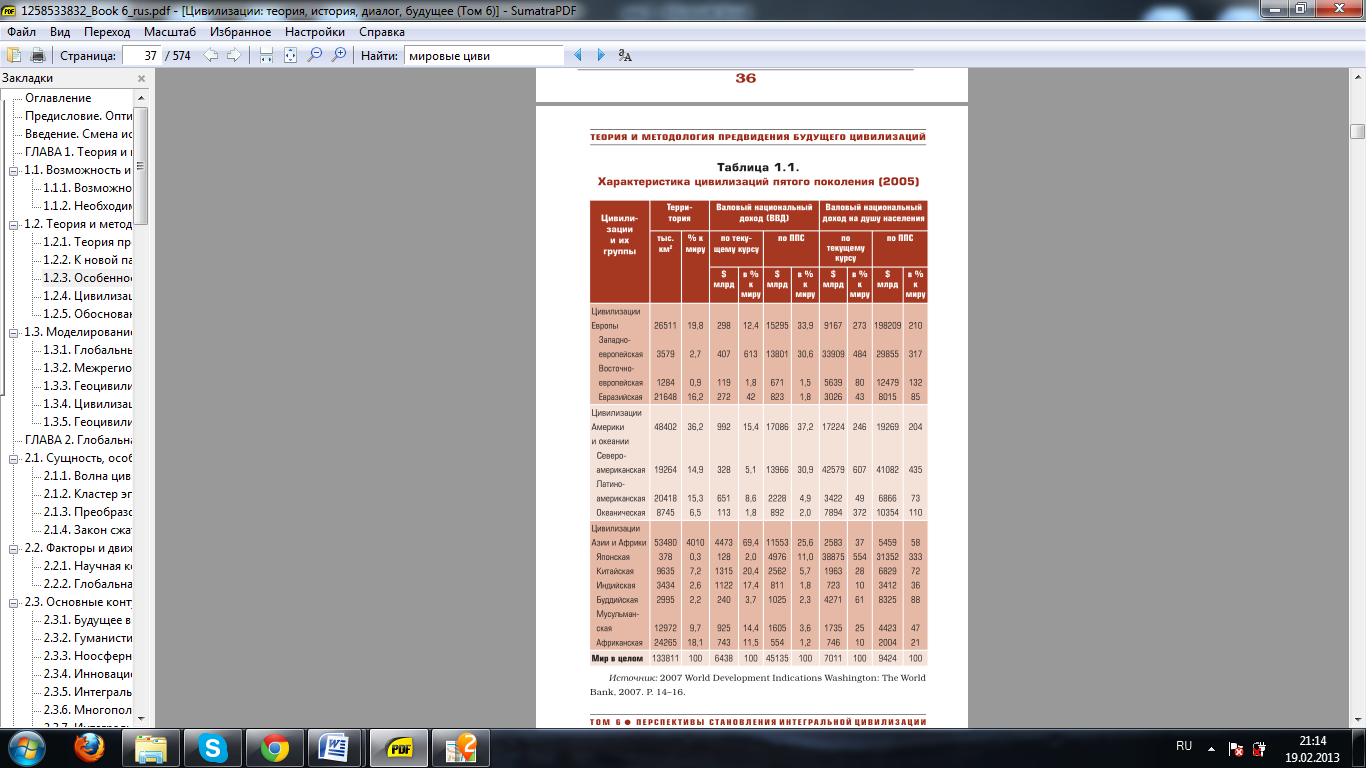 1258533832_Book 6_rus.pdf - [Цивилизации: теория, история, диалог, будущее (Том 6)] - SumatraPDF
Файл Вид Переход Масштаб Избранное Настройки Справка
Страница: 37 / 574 Найти: мировые циви
Закладки
Оглавление
Предисловие. Опти
Введение. Смена ис
ГЛАВА 1. Теория и
1.1. Возможность и
1.1.1. Возможно
1.1.2. Необходим
1.2. Теория и метод
1.2.1. Теория пр
1.2.2. К новой па
1.2.3. Особеннос
1.2.4. Цивилизац
1.2.5. Обоснован
1.3. Моделирование
1.3.1. Глобальны
1.3.2. Межрегио
1.3.3. Геоцивили
1.3.4. Цивилизац
1.3.5. Геоцивили
ГЛАВА 2. Глобальна
2.1. Сущность, особ
2.1.1. Волна цив
2.1.2. Кластер эп
2.1.3. Преобразо
2.1.4. Закон сжат
2.2. Факторы и движ
2.2.1. Научная ко
2.2.2. Глобальна
2.3. Основные конт
2.3.1. Будущее в
2.3.2. Гуманисти
2.3.3. Ноосферн
2.3.4. Инновацио
2.3.5. Интеграль
2.3.6. Многопол
36
ТЕОРИЯ И МЕТОДОЛОГИЯ ПРЕДВИДЕНИЯ БУДУЩЕГО ЦИВИЛИЗАЦИЙ
Таблица 1.1.
Характеристика цивилизаций пятого поколения (2005)
Цивили-
зации
и их
группы
Терри-
тория
Валовый национальный
доход (ВВД)
Валовый национальный
доход на душу населения
тыс.
км²
% к
миру
по теку-
щему курсу
по ППС
по
текущему
курсу
по ППС
$
млрд
в %
к
миру
$
млрд
в %
к
миру
$
млрд
в %
к
миру
$
млрд
в %
к
миру
Цивилизации
Европы 26511 19,8 298 12,4 15295 33,9 9167 273 198209 210
Западно-
европейская 3579 2,7 407 613 13801 30,6 33909 484 29855 317
Восточно-
европейская 1284 0,9 119 1,8 671 1,5 5639 80 12479 132
Евразийская 21648 16,2 272 42 823 1,8 3026 43 8015 85
Цивилизации
Америки 48402 36,2 992 15,4 17086 37,2 17224 246 19269 204
и океании
Северо-
американская 19264 14,9 328 5,1 13966 30,9 42579 607 41082 435
Латино-
американская 20418 15,3 651 8,6 2228 4,9 3422 49 6866 73
Океаническая 8745 6,5 113 1,8 892 2,0 7894 372 10354 110
Цивилизации
Азии и Африки 53480 4010 4473 69,4 11553 25,6 2583 37 5459 58
Японская 378 0,3 128 2,0 4976 11,0 38875 554 31352 333
Китайская 9635 7,2 1315 20,4 2562 5,7 1963 28 6829 72
Индийская 3434 2,6 1122 17,4 811 1,8 723 10 3412 36
Буддийская 2995 2,2 240 3,7 1025 2,3 4271 61 8325 88
Мусульман-
ская 12972 9,7 925 14,4 1605 3,6 1735 25 4423 47
Африканская 24265 18,1 743 11,5 554 1,2 746 10 2004 21
Мир в целом 133811 100 6438 100 45135 100 7011 100 9424 100
Источник: 2007 World Development Indications Washington: The World
Bank, 2007. P. 14–16.
ТОМ 6 ● ПЕРСПЕКТИВЫ СТАНОВЛЕНИЯ ИНТЕГРАЛЬНОЙ ЦИВИЛИЗАЦИИ
RU
21:14
19.02.2013